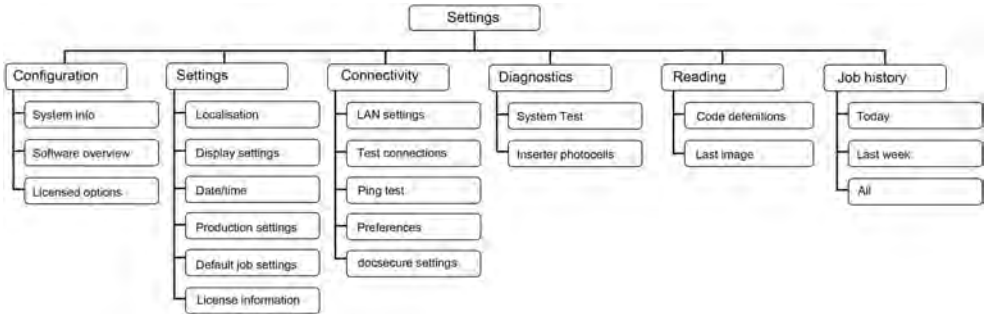 Settings
Configuration
System info
Software overview
Licensed options
Settings
Localisation
Display settings
Date/time
Production settings
Default job settings
License information
Connectivity
LAN settings
Test connections
Ping test
Preferences
docsecure settings
Diagnostics
System Test
Inserter photocells
Reading
Code defenitions
Last image
Job history
Today
Last week
All